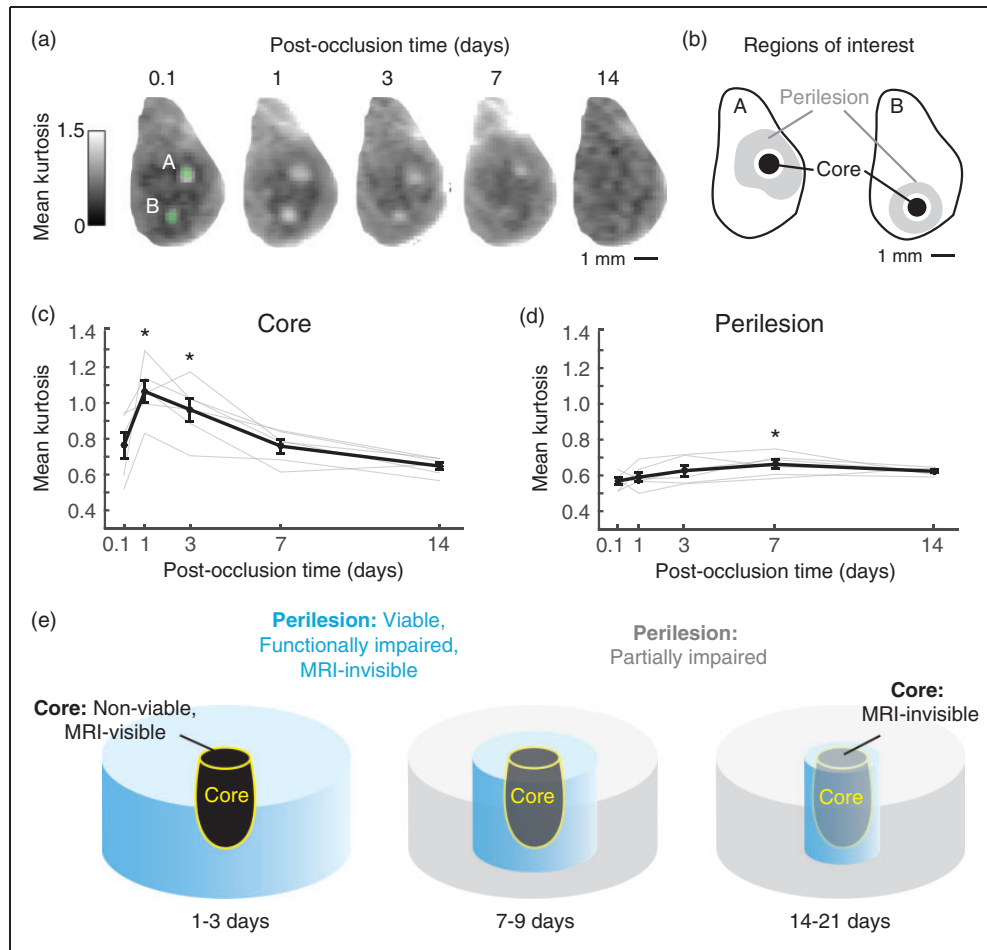 (a)
Post-occlusion time (days)
0.1 1 3 7 14
1.5
0
Mean kurtosis
A
B
1 mm
(b)
Regions of interest
A
B
Perilesion
Core
1 mm
(c)
Core
Mean kurtosis
1.4
1.2
1.0
0.8
0.6
0.4
* *
0.1 1 3 7 14
Post-occlusion time (days)
(d)
Perilesion
Mean kurtosis
1.4
1.2
1.0
0.8
0.6
0.4
*
0.1 1 3 7 14
Post-occlusion time (days)
(e)
Perilesion: Viable,
Functionally impaired,
MRI-invisible
Perilesion:
Partially impaired
Core: Non-viable,
MRI-visible
Core:
MRI-invisible
Core
Core
Core
1-3 days
7-9 days
14-21 days